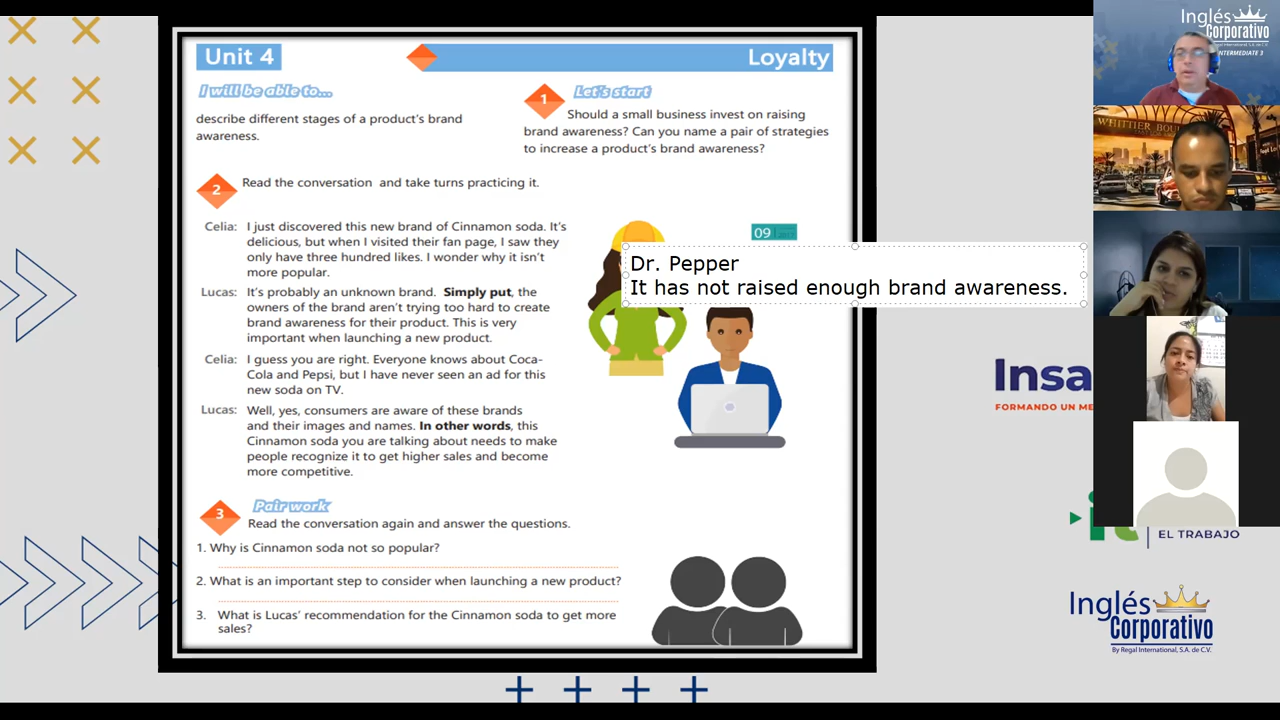 Unit 4
Loyalty
I will be able to...
describe different stages of a product's brand
awareness.
1
Let's start
Should a small business invest on raising
brand awareness? Can you name a pair of strategies
to increase a product's brand awareness?
2
Read the conversation and take turns practicing it.
Celia: I just discovered this new brand of Cinnamon soda. It's
delicious, but when I visited their fan page, I saw they
only have three hundred likes. I wonder why it isn't
more popular.
Lucas: It's probably an unknown brand. Simply put, the
owners of the brand aren't trying too hard to create
brand awareness for their product. This is very
important when launching a new product.
Celia: I guess you are right. Everyone knows about Coca-
Cola and Pepsi, but I have never seen an ad for this
new soda on TV.
Lucas: Well, yes, consumers are aware of these brands
and their images and names. In other words, this
Cinnamon soda you are talking about needs to make
people recognize it to get higher sales and become
more competitive.
09
Dr. Pepper
It has not raised enough brand awareness.
3
Pair work
Read the conversation again and answer the questions.
1. Why is Cinnamon soda not so popular?
2. What is an important step to consider when launching a new product?
3. What is Lucas' recommendation for the Cinnamon soda to get more
sales?
Inglés
Corporativo
INTERMEDIATE 3
WHITTIER BOU
Insa
FORMANDO UN ME
EL TRABAJO
Inglés
Corporativo
By Regal International, S.A. de C.V.